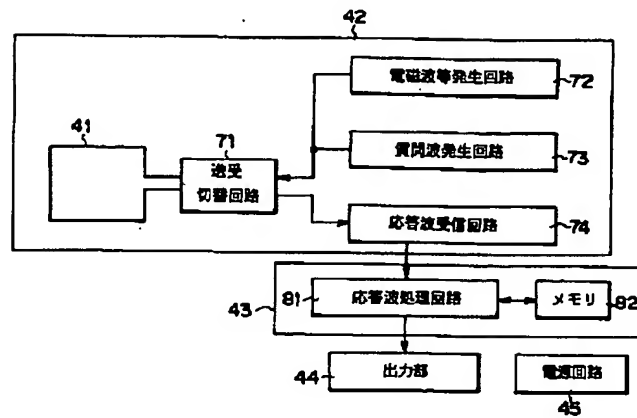 42
電磁波等発生回路
72
41
71
送受
切替回路
質問波発生回路
73
応答波受信回路
74
81
応答波処理回路
メモリ
82
43
出力部
44
電源回路
45